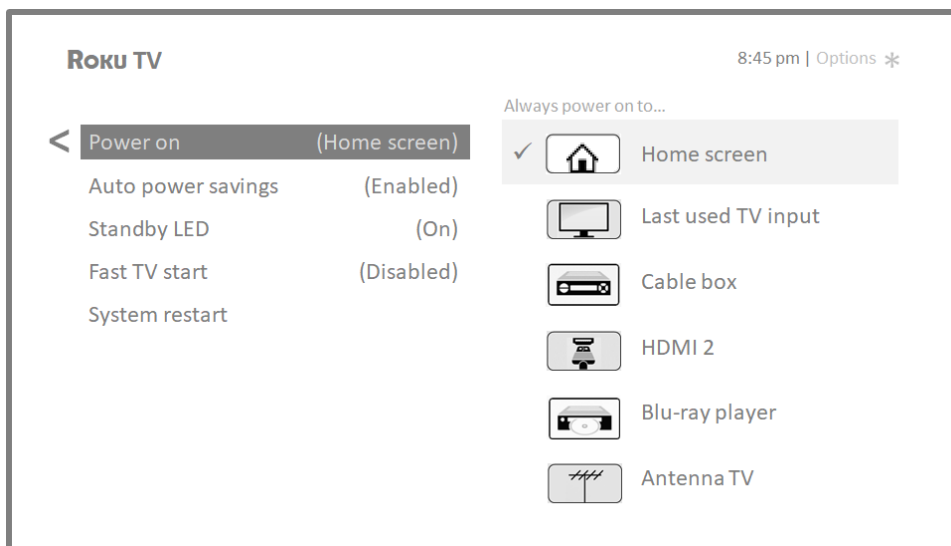 Roku TV
8:45 pm | Options *
Always power on to...
< Power on (Home screen)
Auto power savings (Enabled)
Standby LED (On)
Fast TV start (Disabled)
System restart
✓ Home screen
Last used TV input
Cable box
HDMI 2
Blu-ray player
Antenna TV